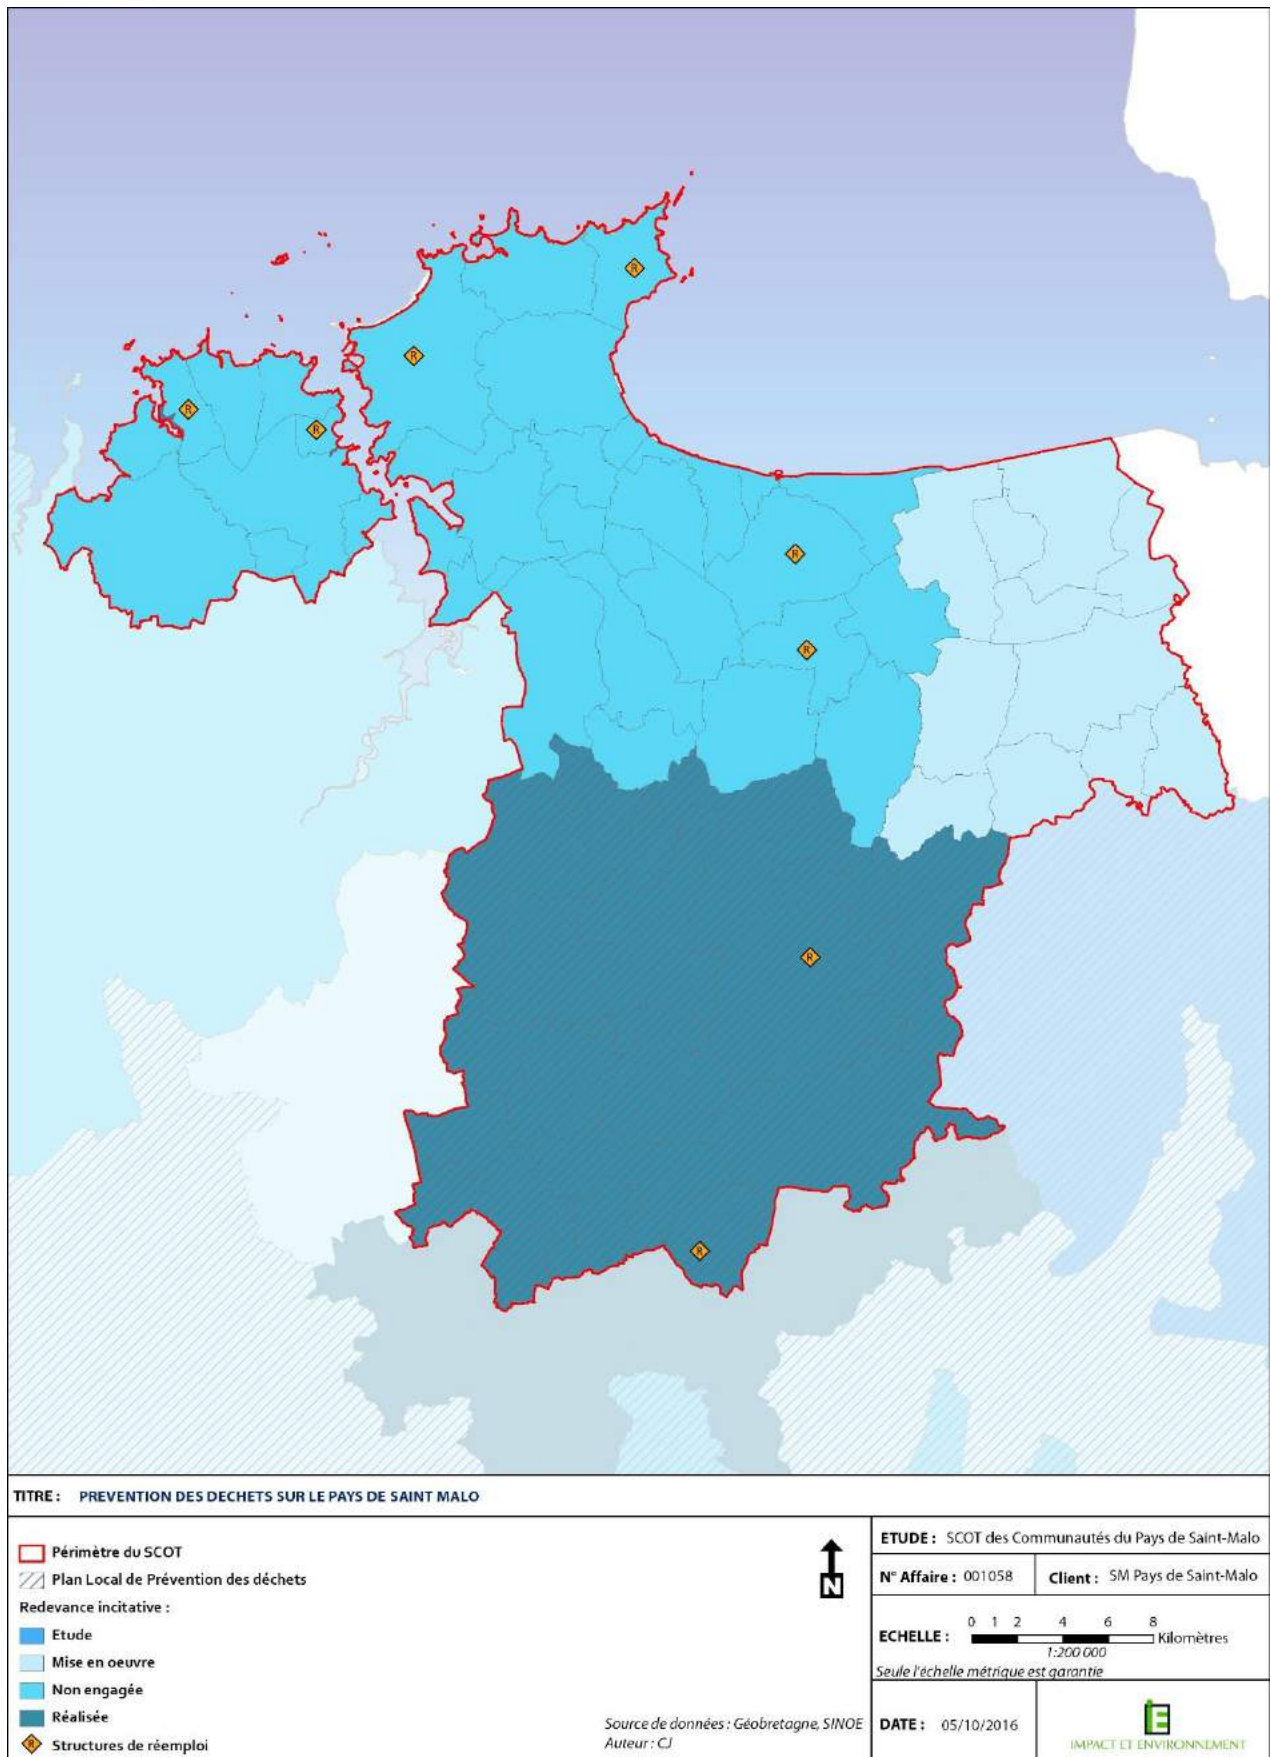 R
R
R
R
R
R
R
R
TITRE : PREVENTION DES DECHETS SUR LE PAYS DE SAINT MALO
Périmètre du SCOT
Plan Local de Prévention des déchets
Redevance incitative :
Etude
Mise en oeuvre
Non engagée
Réalisée
R Structures de réemploi
N
Source de données : Géobretagne, SINOE
Auteur : CJ
ETUDE : SCOT des Communautés du Pays de Saint-Malo
N° Affaire : 001058
Client : SM Pays de Saint-Malo
ECHELLE : 0 1 2 4 6 8 Kilomètres
1:200 000
Seule l'échelle métrique est garantie
DATE : 05/10/2016
IE
IMPACT ET ENVIRONNEMENT